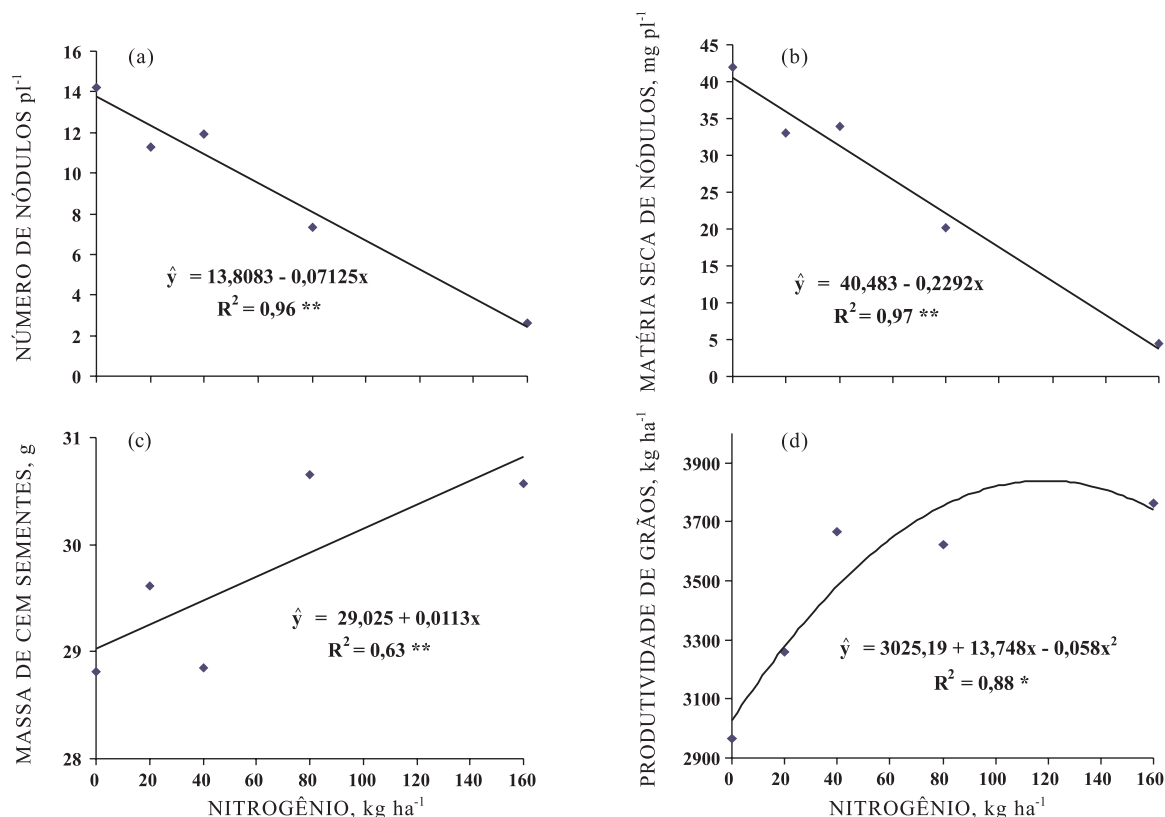 (a)
NÚMERO DE NÓDULOS pl-1
16
14
12
10
8
6
4
2
0
ŷ = 13,8083 - 0,07125x
R2 = 0,96 **
(b)
MATÉRIA SECA DE NÓDULOS, mg pl-1
45
40
35
30
25
20
15
10
5
0
ŷ = 40,483 - 0,2292x
R2 = 0,97 **
(c)
MASSA DE CEM SEMENTES, g
31
30
29
28
ŷ = 29,025 + 0,0113x
R2 = 0,63 **
0 20 40 60 80 100 120 140 160
NITROGÊNIO, kg ha-1
(d)
PRODUTIVIDADE DE GRÃOS, kg ha-1
3900
3700
3500
3300
3100
2900
ŷ = 3025,19 + 13,748x - 0,058x2
R2 = 0,88 *
0 20 40 60 80 100 120 140 160
NITROGÊNIO, kg ha-1